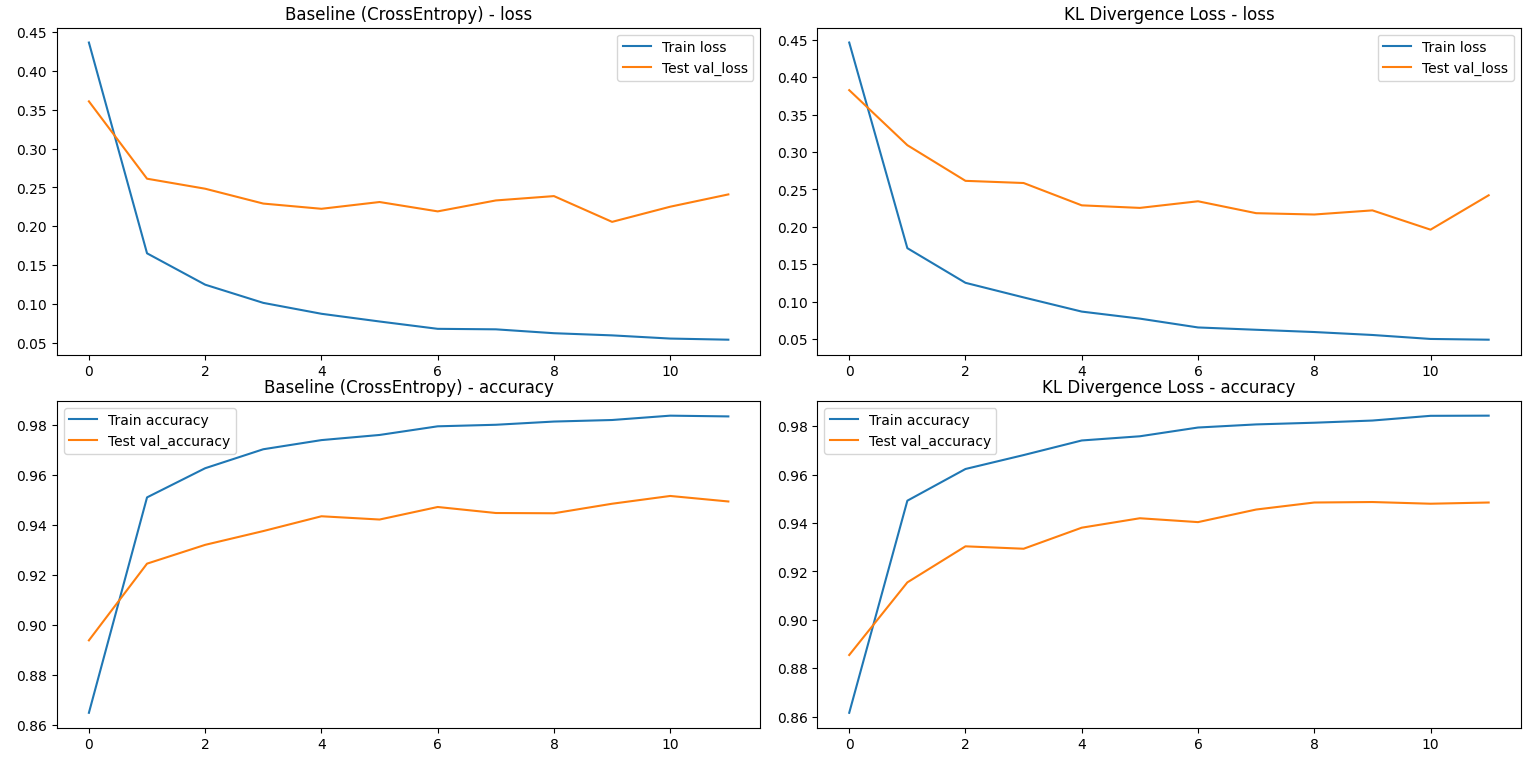 Baseline (CrossEntropy) - loss
0.45
0.40
0.35
0.30
0.25
0.20
0.15
0.10
0.05
Train loss
Test val_loss
0 2 4 6 8 10
KL Divergence Loss - loss
0.45
0.40
0.35
0.30
0.25
0.20
0.15
0.10
0.05
Train loss
Test val_loss
0 2 4 6 8 10
Baseline (CrossEntropy) - accuracy
0.98
0.96
0.94
0.92
0.90
0.88
0.86
Train accuracy
Test val_accuracy
0 2 4 6 8 10
KL Divergence Loss - accuracy
0.98
0.96
0.94
0.92
0.90
0.88
0.86
Train accuracy
Test val_accuracy
0 2 4 6 8 10